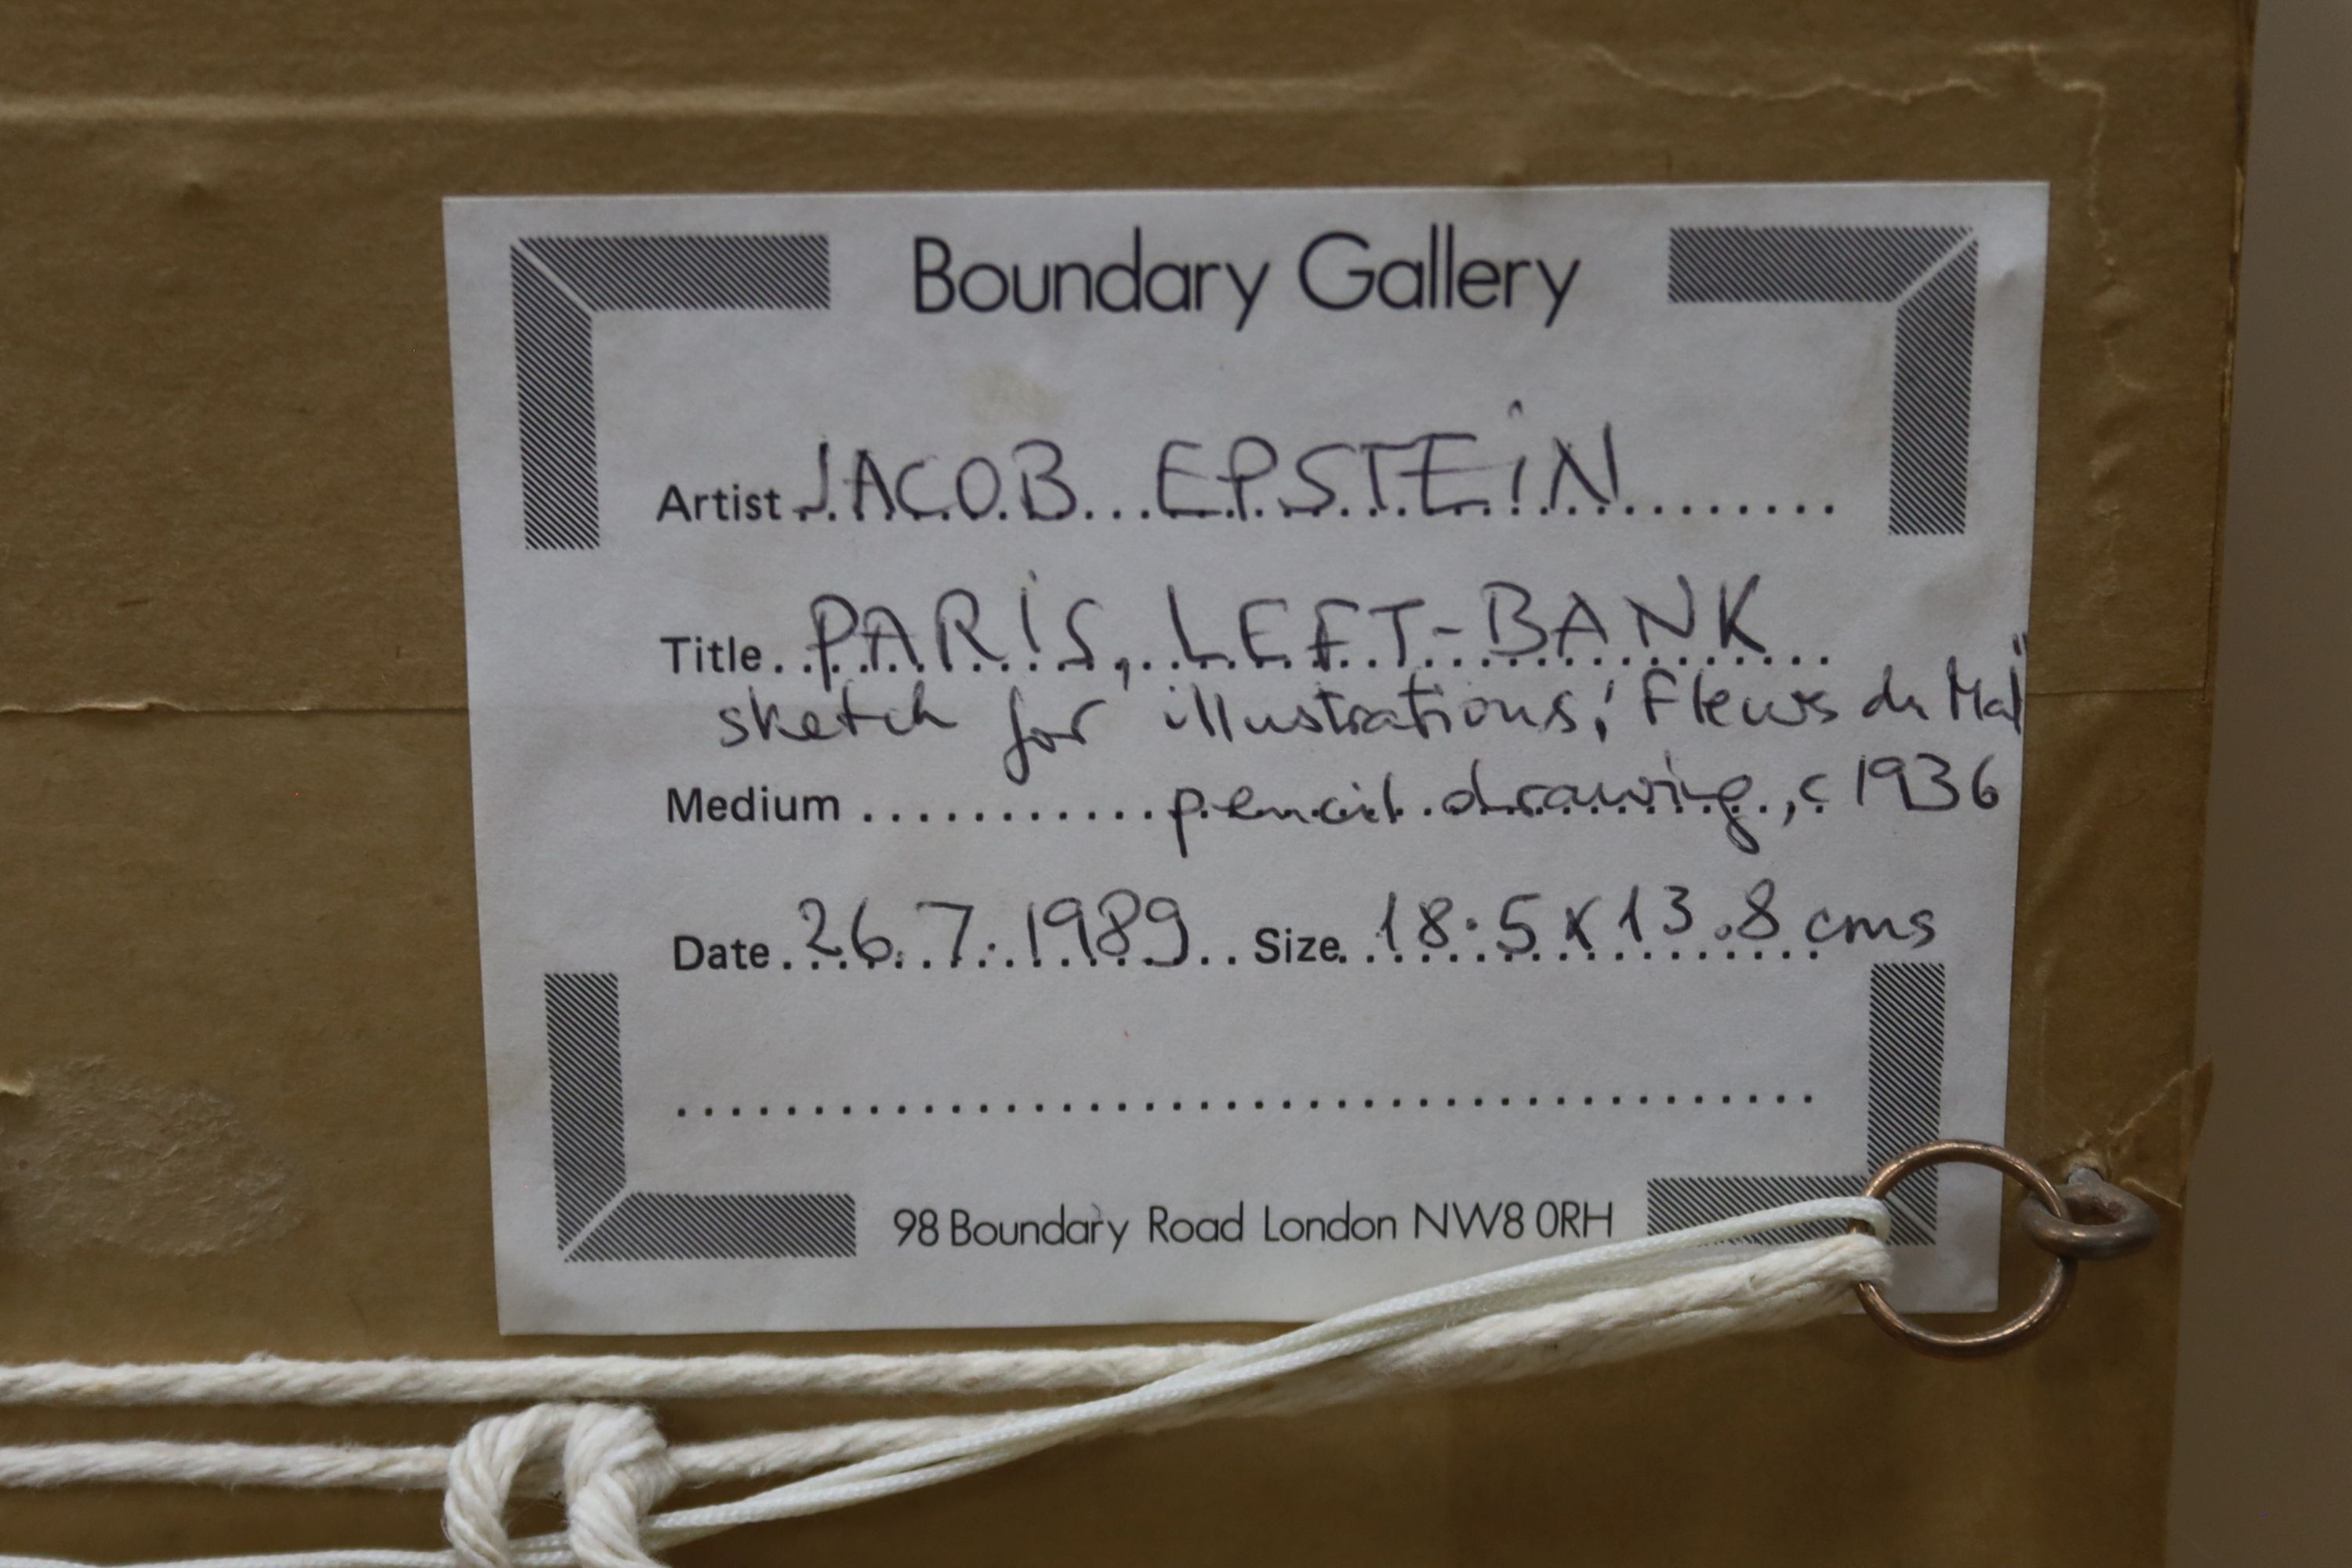 Boundary Gallery
Artist JACOB EPSTEIN
Title PARIS, LEFT-BANK
sketch for illustrations, "Fleurs du Mal"
Medium pencil drawing, c 1936
Date 26.7.1989 Size 18.5 x 13.8 cms
98 Boundary Road London NW8 0RH